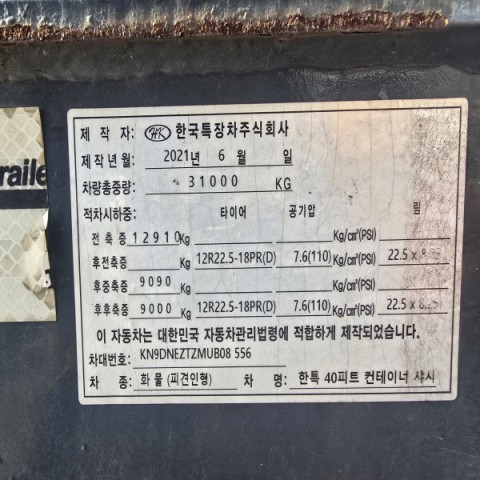 raile
제 작 자: HK 한국특장차주식회사
제작년월: 2021년 6 월 일
차량총중량: 31000 KG
적차시하중: 타이어 공기압 림
전 축 중 12910Kg Kg/㎠(PSI)
후전축중 Kg 12R22.5-18PR(D) 7.6(110) Kg/㎠(PSI) 22.5 x 8.25
후중축중 9090 Kg Kg/㎠(PSI)
후후축중 9000 Kg 12R22.5-18PR(D) 7.6(110) Kg/㎠(PSI) 22.5 x 8.25
이 자동차는 대한민국 자동차관리법령에 적합하게 제작되었습니다.
차대번호: KN9DNEZTZMUB08 556
차 종: 화 물 (피견인형) 차 명: 한특 40피트 컨테이너 샤시